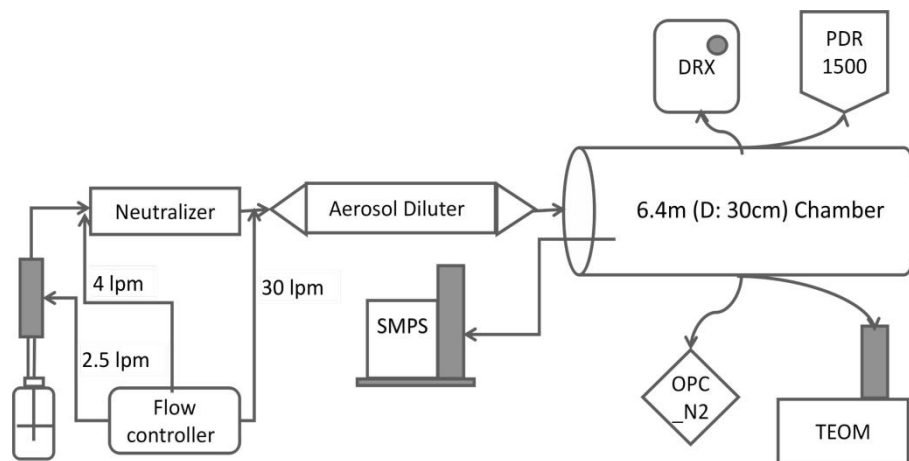 PDR
1500
DRX
Neutralizer
Aerosol Diluter
6.4m (D: 30cm) Chamber
4 lpm
30 lpm
SMPS
2.5 lpm
Flow
controller
OPC
_N2
TEOM